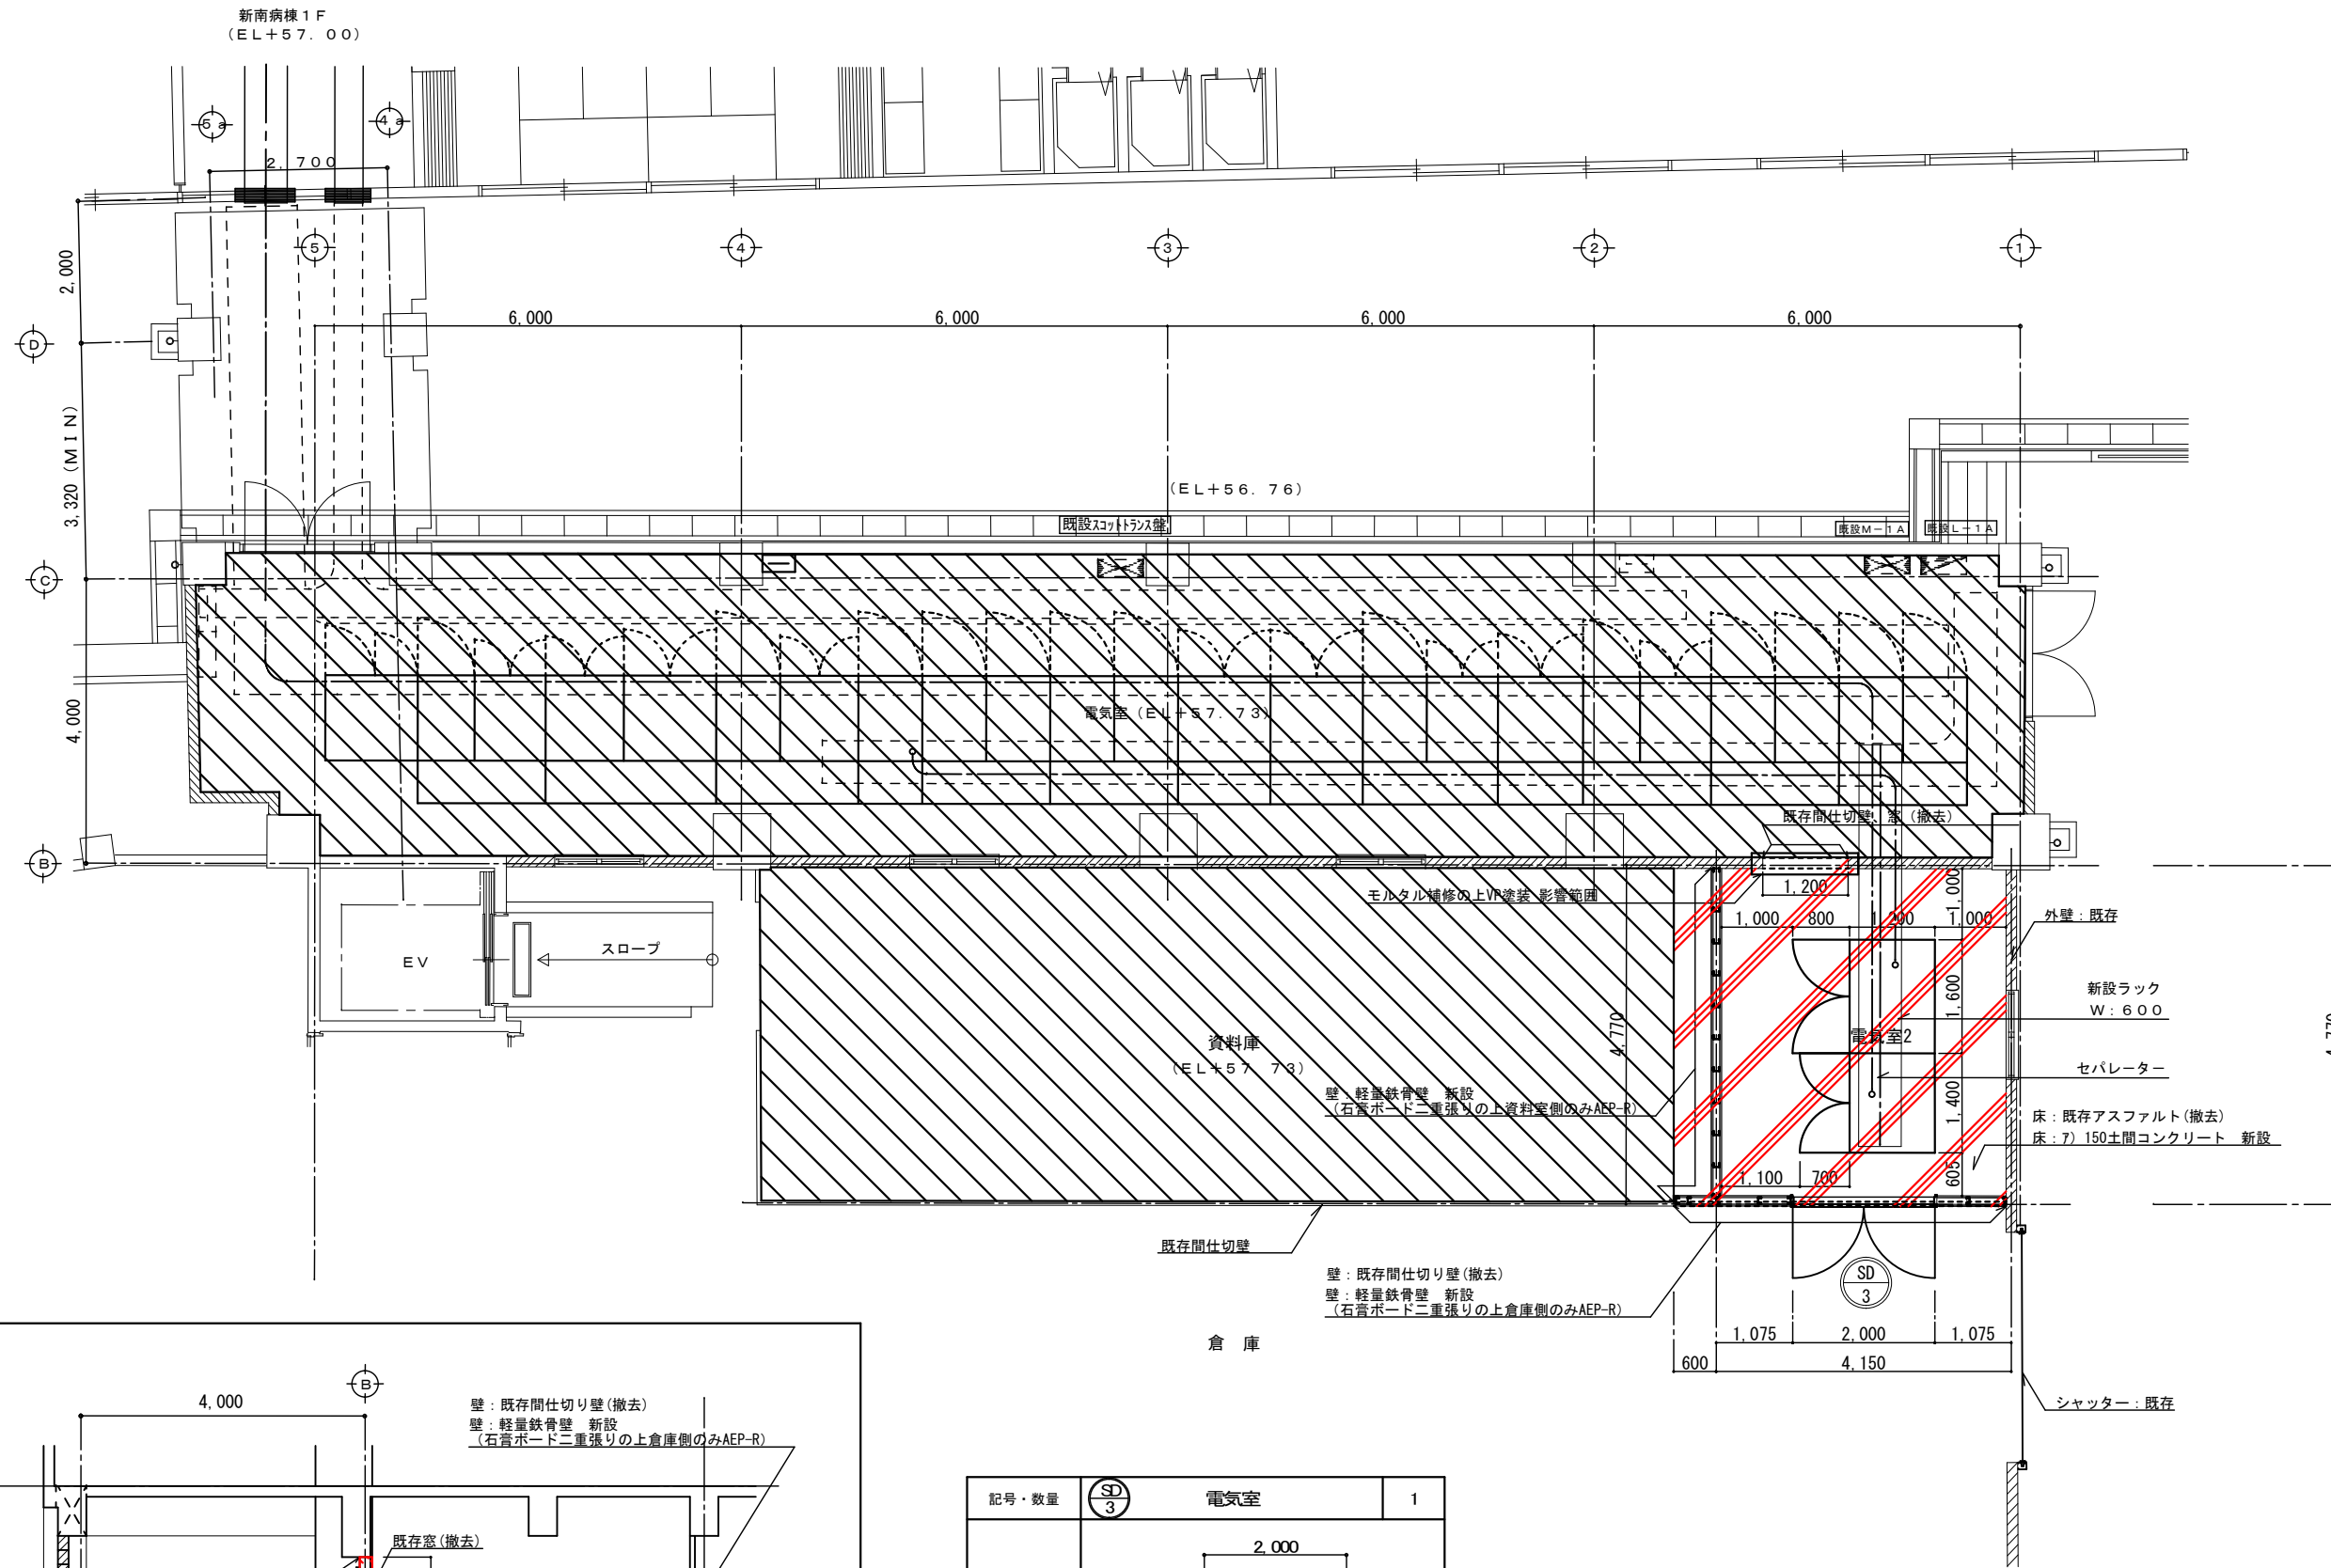 新南病棟１Ｆ
（ＥＬ＋５７．００）
５a
４a
2,700
5
4
3
2
1
2,000
D
6,000
6,000
6,000
6,000
3,320（ＭＩＮ）
（ＥＬ＋５６．７６）
既設スコットトランス盤
既設Ｍ－１Ａ
既設Ｌ－１Ａ
C
4,000
電気室（ＥＬ＋５７．７３）
既存間仕切壁、窓（撤去）
B
1,200
モルタル補修の上VP塗装 影響範囲
1,000
1,000
800
1,200
1,000
外壁：既存
スロープ
ＥＶ
新設ラック
Ｗ：６００
1,600
4,770
電気室2
資料庫
（ＥＬ＋５７．７３）
セパレーター
壁：軽量鉄骨壁　新設
（石膏ボード二重張りの上資料室側のみAEP-R）
1,400
床：既存アスファルト(撤去)
床：ｱ）150土間コンクリート　新設
1,100
700
605
4,770
既存間仕切壁
壁：既存間仕切り壁(撤去)
壁：軽量鉄骨壁　新設
（石膏ボード二重張りの上倉庫側のみAEP-R）
SD
3
倉　庫
1,075
2,000
1,075
600
4,150
シャッター：既存
B
4,000
壁：既存間仕切り壁(撤去)
壁：軽量鉄骨壁　新設
（石膏ボード二重張りの上倉庫側のみAEP-R）
既存窓(撤去)
記号・数量
SD
3
電気室
1
2,000